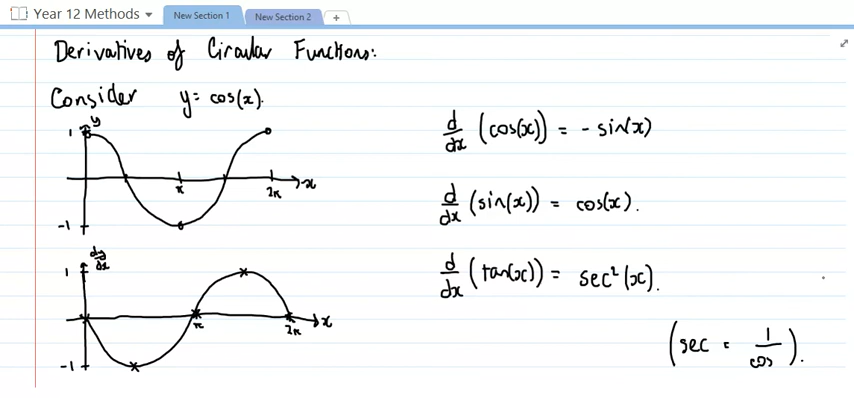 Year 12 Methods
New Section 1
New Section 2
+
Derivatives of Circular Functions:
Consider y = cos(x).
y
1
π
2π
x
-1
dy/dx
1
π
2π
x
-1
d/dx (cos(x)) = - sin(x)
d/dx (sin(x)) = cos(x).
d/dx (tan(x)) = sec²(x).
(sec = 1/cos).